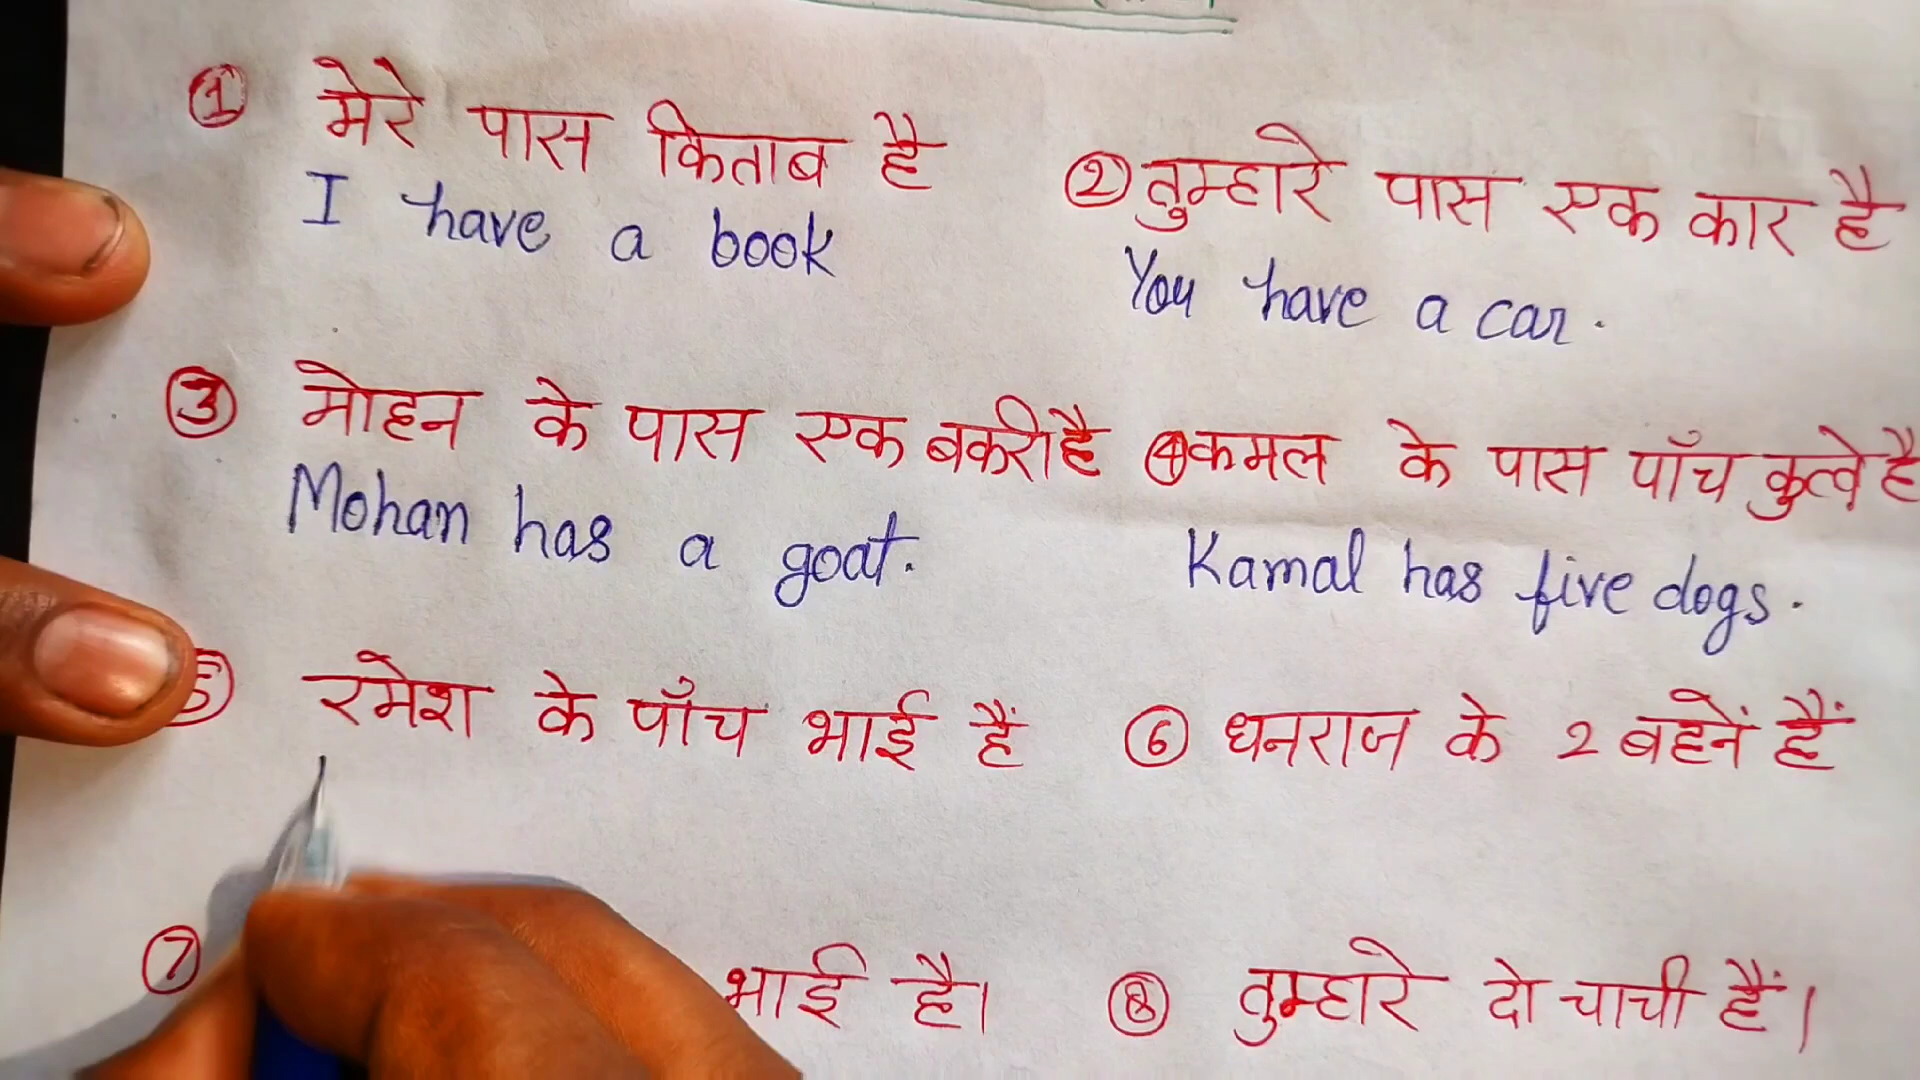 ① मेरे पास किताब है
I have a book
② तुम्हारे पास एक कार है
You have a car.
③ मोहन के पास एक बकरी है
Mohan has a goat.
④ कमल के पास पाँच कुत्ते है
Kamal has five dogs.
5 रमेश के पाँच भाई हैं
⑥ धनराज के 2 बहनें हैं
⑦ भाई है।
⑧ तुम्हारे दो चाची हैं।